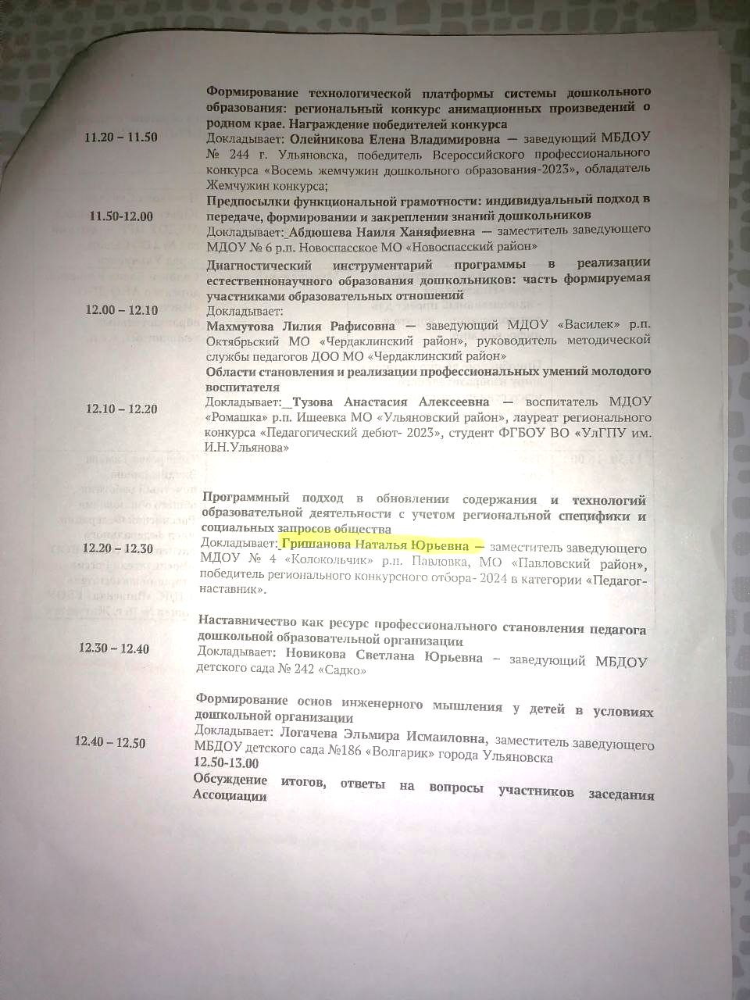 Формирование технологической платформы системы дошкольного
образования: региональный конкурс анимационных произведений о
родном крае. Награждение победителей конкурса
11.20 – 11.50
Докладывает: Олейникова Елена Владимировна — заведующий МБДОУ
№ 244 г. Ульяновска, победитель Всероссийского профессионального
конкурса «Восемь жемчужин дошкольного образования-2023», обладатель
Жемчужин конкурса;
Предпосылки функциональной грамотности: индивидуальный подход в
11.50-12.00
передаче, формировании и закреплении знаний дошкольников
Докладывает: Абдюшева Наиля Ханяфиевна — заместитель заведующего
МДОУ № 6 р.п. Новоспасское МО «Новоспасский район»
Диагностический инструментарий программы в реализации
естественнонаучного образования дошкольников: часть формируемая
участниками образовательных отношений
12.00 – 12.10
Докладывает:
Махмутова Лилия Рафисовна — заведующий МДОУ «Василек» р.п.
Октябрьский МО «Чердаклинский район», руководитель методической
службы педагогов ДОО МО «Чердаклинский район»
Области становления и реализации профессиональных умений молодого
воспитателя
12.10 – 12.20
Докладывает:_ Тузова Анастасия Алексеевна — воспитатель МДОУ
«Ромашка» р.п. Ишеевка МО «Ульяновский район», лауреат регионального
конкурса «Педагогический дебют- 2023», студент ФГБОУ ВО «УлГПУ им.
И.Н.Ульянова»
Программный подход в обновлении содержания и технологий
образовательной деятельности с учетом региональной специфики и
социальных запросов общества
12.20 – 12.30
Докладывает: Гришанова Наталья Юрьевна — заместитель заведующего
МДОУ № 4 «Колокольчик» р.п. Павловка, МО «Павловский район»,
победитель регионального конкурсного отбора- 2024 в категории «Педагог-
наставник».
Наставничество как ресурс профессионального становления педагога
дошкольной образовательной организации
12.30 – 12.40
Докладывает: Новикова Светлана Юрьевна – заведующий МБДОУ
детского сада № 242 «Садко»
Формирование основ инженерного мышления у детей в условиях
дошкольной организации
12.40 – 12.50
Докладывает: Логачева Эльмира Исмаиловна, заместитель заведующего
МБДОУ детского сада №186 «Волгарик» города Ульяновска
12.50-13.00
Обсуждение итогов, ответы на вопросы участников заседания
Ассоциации